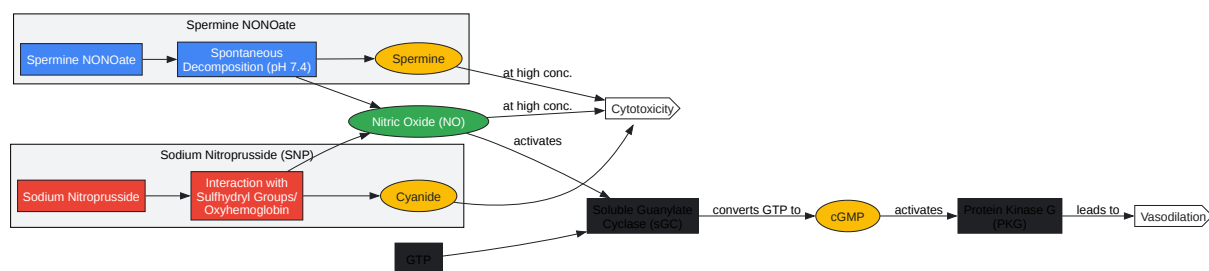 Spermine NONOate
Spermine NONOate
Spontaneous
Decomposition (pH 7.4)
Spermine
at high conc.
at high conc.
Cytotoxicity
Nitric Oxide (NO)
activates
Sodium Nitroprusside (SNP)
Sodium Nitroprusside
Interaction with
Sulfhydryl Groups/
Oxyhemoglobin
Cyanide
Soluble Guanylate
Cyclase (sGC)
converts GTP to
cGMP
activates
Protein Kinase G
(PKG)
leads to
Vasodilation
GTP